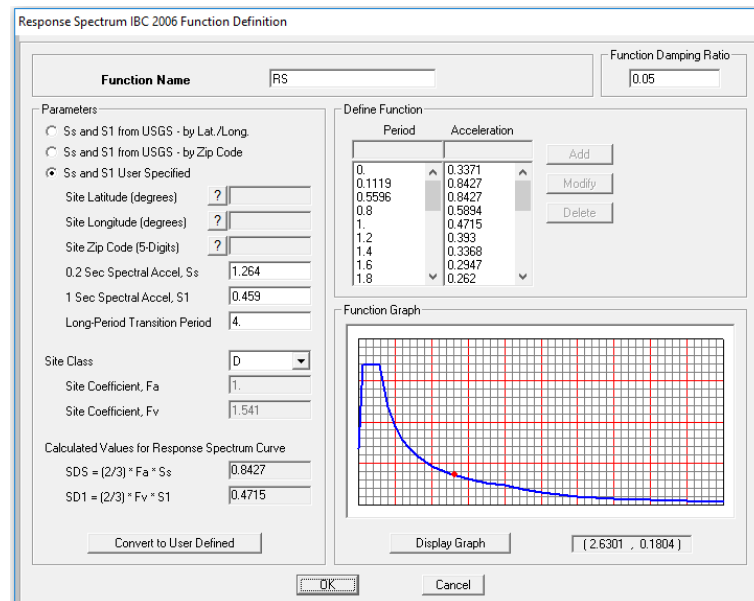 Response Spectrum IBC 2006 Function Definition
Function Name
RS
Function Damping Ratio
0.05
Parameters
Ss and S1 from USGS - by Lat./Long.
Ss and S1 from USGS - by Zip Code
Ss and S1 User Specified
Site Latitude (degrees)
?
Site Longitude (degrees)
?
Site Zip Code (5-Digits)
?
0.2 Sec Spectral Accel, Ss
1.264
1 Sec Spectral Accel, S1
0.459
Long-Period Transition Period
4.
Site Class
D
Site Coefficient, Fa
1.
Site Coefficient, Fv
1.541
Calculated Values for Response Spectrum Curve
SDS = (2/3) * Fa * Ss
0.8427
SD1 = (2/3) * Fv * S1
0.4715
Convert to User Defined
Define Function
Period Acceleration
0. 0.3371
0.1119 0.8427
0.5596 0.8427
0.8 0.5894
1. 0.4715
1.2 0.393
1.4 0.3368
1.6 0.2947
1.8 0.262
Add
Modify
Delete
Function Graph
Display Graph
(2.6301 , 0.1804 )
OK
Cancel